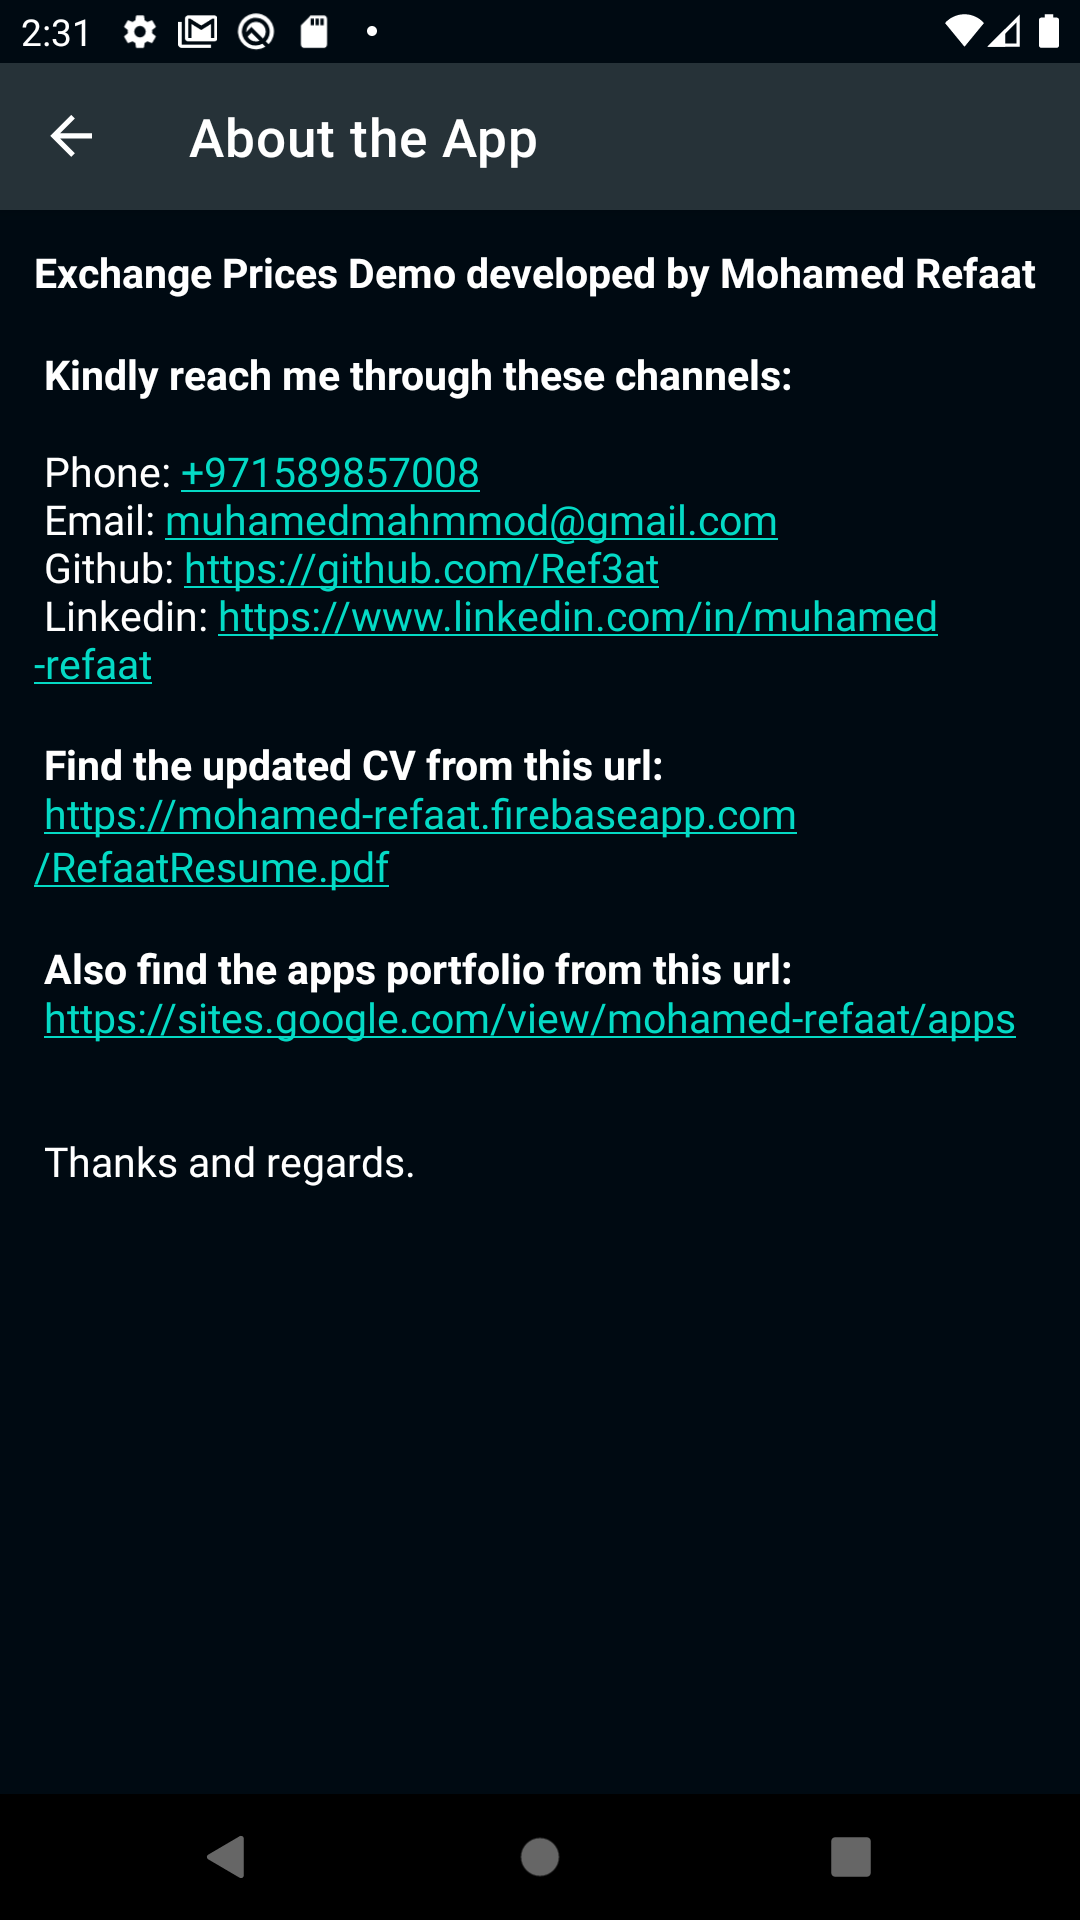 2:31
About the App
Exchange Prices Demo developed by Mohamed Refaat
Kindly reach me through these channels:
Phone: +971589857008
Email: muhamedmahmmod@gmail.com
Github: https://github.com/Ref3at
Linkedin: https://www.linkedin.com/in/muhamed
-refaat
Find the updated CV from this url:
https://mohamed-refaat.firebaseapp.com
/RefaatResume.pdf
Also find the apps portfolio from this url:
https://sites.google.com/view/mohamed-refaat/apps
Thanks and regards.